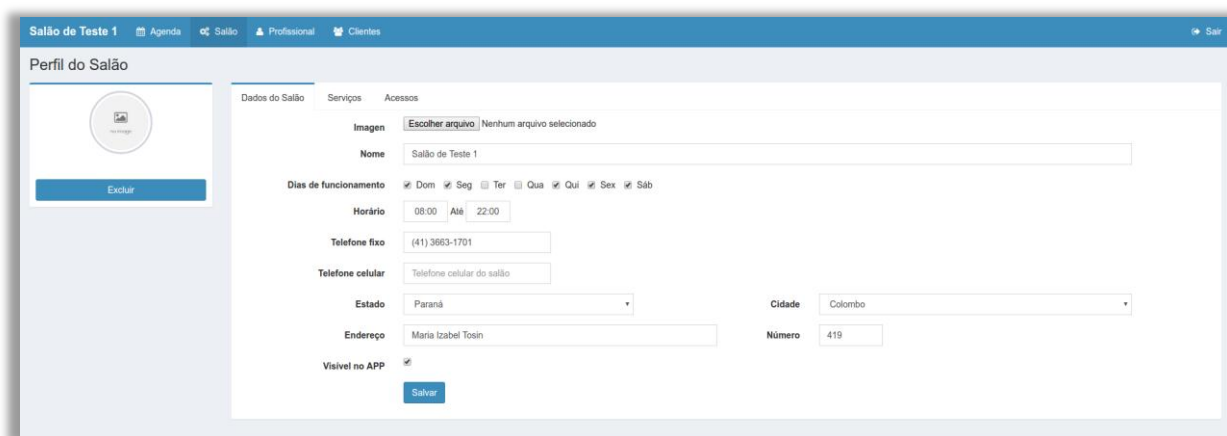 Salão de Teste 1 Agenda Salão Profissional Clientes Sair
Perfil do Salão
no image
Excluir
Dados do Salão Serviços Acessos
Imagen Escolher arquivo Nenhum arquivo selecionado
Nome Salão de Teste 1
Dias de funcionamento Dom Seg Ter Qua Qui Sex Sáb
Horário 08:00 Até 22:00
Telefone fixo (41) 3663-1701
Telefone celular Telefone celular do salão
Estado Paraná Cidade Colombo
Endereço Maria Izabel Tosin Número 419
Visível no APP
Salvar